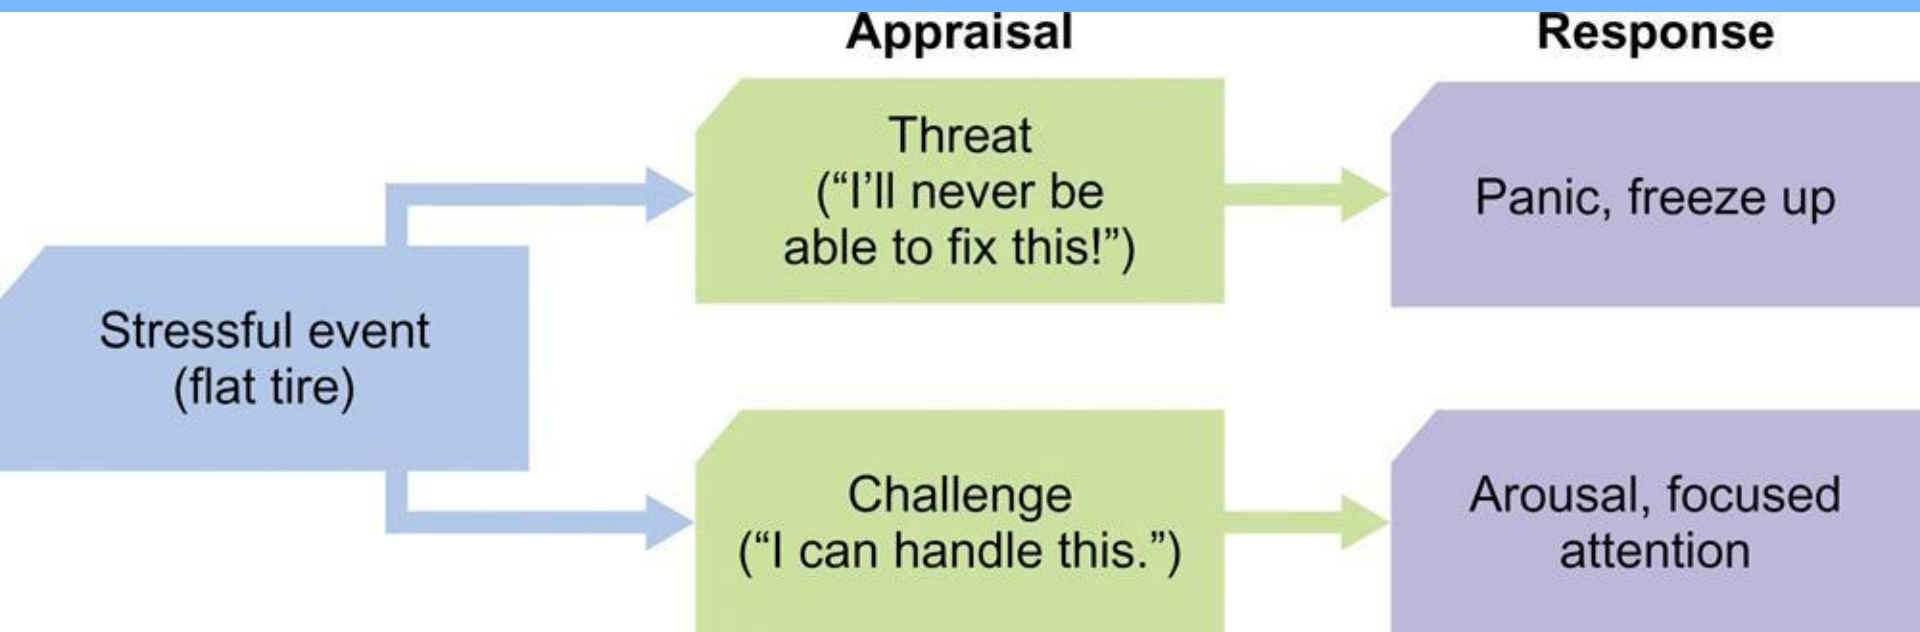 Appraisal
Response
Threat
(“I’ll never be
able to fix this!”)
Panic, freeze up
Stressful event
(flat tire)
Challenge
(“I can handle this.”)
Arousal, focused
attention